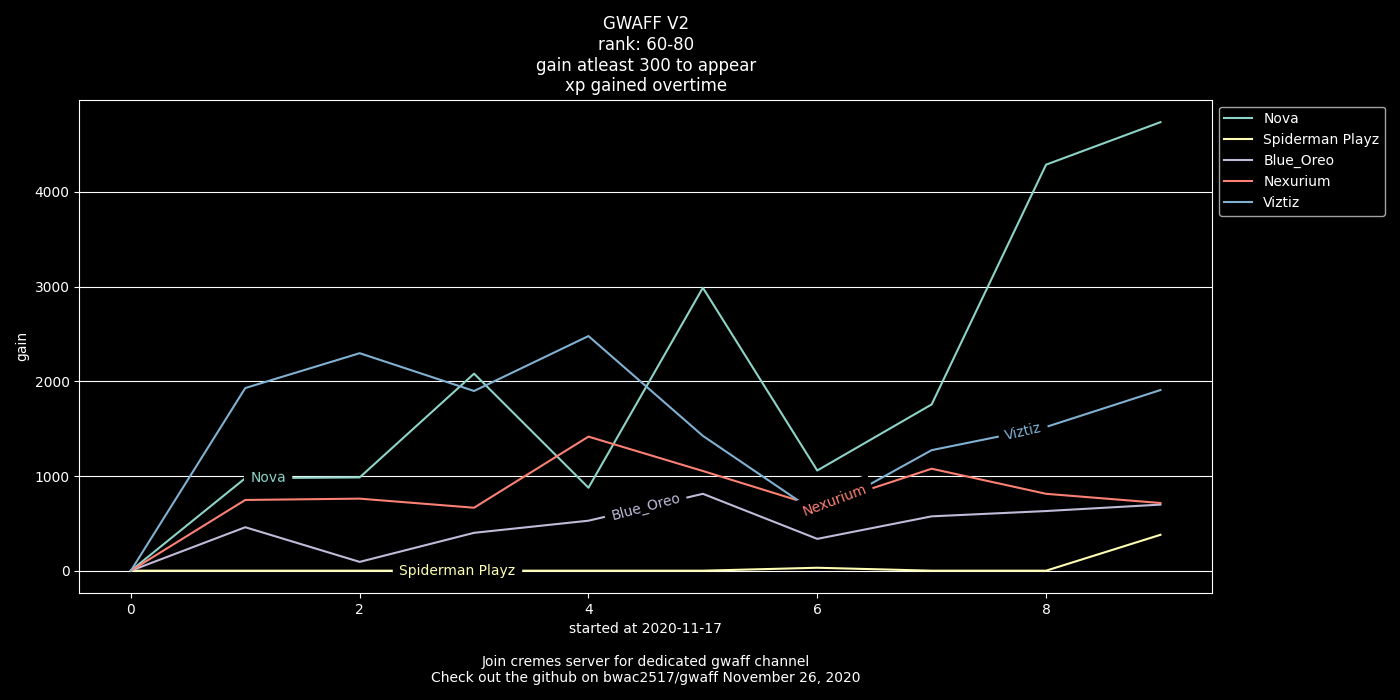 GWAFF V2
rank: 60-80
gain atleast 300 to appear
xp gained overtime
Nova
Spiderman Playz
Blue_Oreo
Nexurium
Viztiz
4000
3000
2000
1000
0
gain
Nova
Spiderman Playz
Blue_Oreo
Nexurium
Viztiz
0
2
4
6
8
started at 2020-11-17
Join cremes server for dedicated gwaff channel
Check out the github on bwac2517/gwaff November 26, 2020